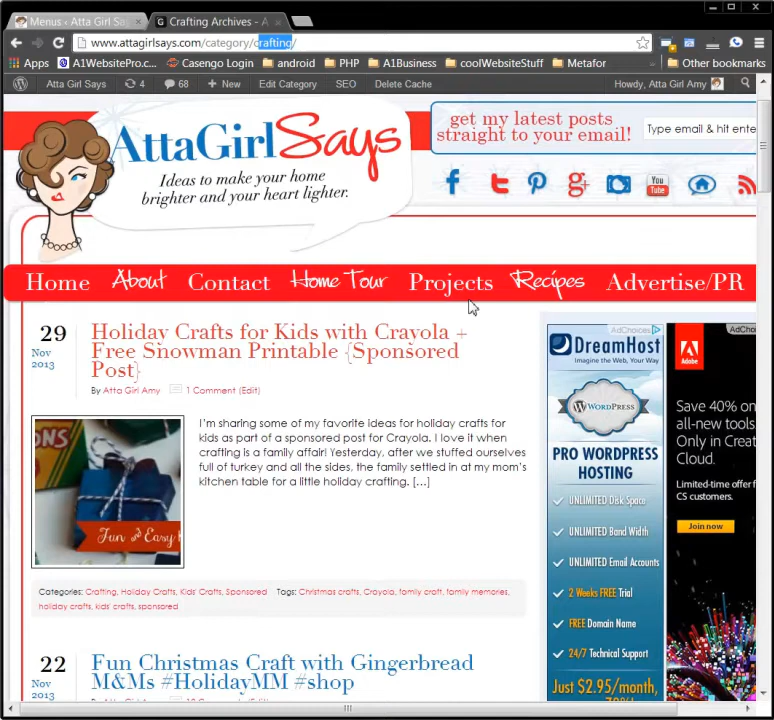 Menus ‹ Atta Girl Says
Crafting Archives - A
www.attagirlsays.com/category/crafting/
Apps
A1WebsitePro.c...
Casengo Login
android
PHP
A1Business
coolWebsiteStuff
Metafor
»
Other bookmarks
Atta Girl Says
4
68
+ New
Edit Category
SEO
Delete Cache
Howdy, Atta Girl Amy
AttaGirlSays
Ideas to make your home
brighter and your heart lighter.
get my latest posts
straight to your email!
Type email & hit ente
You
Tube
Home
About
Contact
Home Tour
Projects
Recipes
Advertise/PR
29
Nov
2013
Holiday Crafts for Kids with Crayola +
Free Snowman Printable {Sponsored
Post}
By Atta Girl Amy
1 Comment (Edit)
ONS
Fun & Easy
I'm sharing some of my favorite ideas for holiday crafts for
kids as part of a sponsored post for Crayola. I love it when
crafting is a family affair! Yesterday, after we stuffed ourselves
full of turkey and all the sides, the family settled in at my mom's
kitchen table for a little holiday crafting. [...]
Categories: Crafting, Holiday Crafts, Kids' Crafts, Sponsored Tags: Christmas crafts, Crayola, family craft, family memories,
holiday crafts, kids' crafts, sponsored
22
Nov
2013
Fun Christmas Craft with Gingerbread
M&Ms #HolidayMM #shop
AdChoices
DreamHost
Imagine the Web, Your Way.
WORDPRESS
PRO WORDPRESS
HOSTING
UNLIMITED Disk Space
UNLIMITED Band Width
UNLIMITED Email Accounts
2 Weeks FREE Trial
FREE Domain Name
24/7 Technical Support
Just $2.95/month,
AdCho
Adobe
Save 40% on
all-new tools.
Only in Creat
Cloud.
Limited-time offer f
CS customers.
Join now